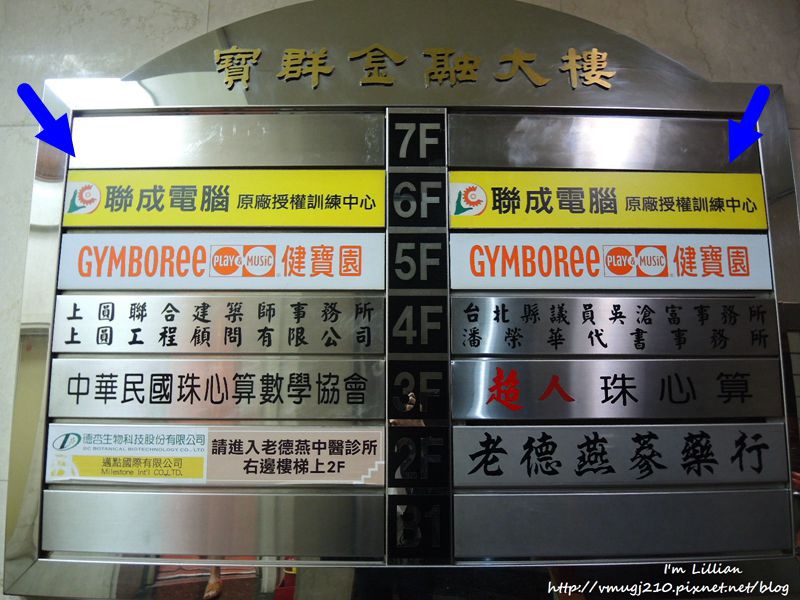 寶群金融大樓
7F
聯成電腦 原廠授權訓練中心
6F
聯成電腦 原廠授權訓練中心
GYMBOREE PLAY & MUSIC 健寶園
5F
GYMBOREE PLAY & MUSIC 健寶園
上圓聯合建築師事務所
上圓工程顧問有限公司
4F
台北縣議員吳滄富事務所
潘榮華代書事務所
中華民國珠心算數學協會
3F
超人珠心算
德杏生物科技股份有限公司
DC BOTANICAL BIOTECHNOLOGY CO., LTD.
邁點國際有限公司
Milestone Int'l CO.,LTD.
請進入老德燕中醫診所
右邊樓梯上2F
2F
老德燕蔘藥行
B1
I'm Lillian
http://vmugj210.pixnet.net/blog